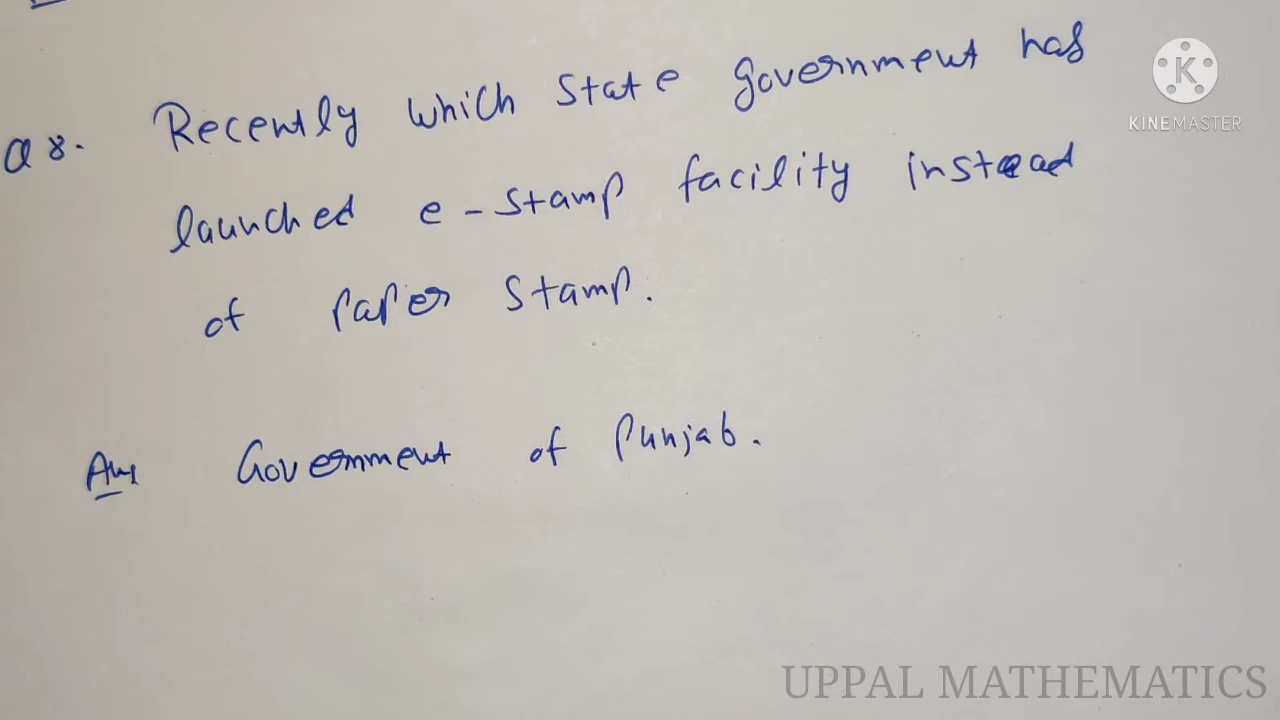 Q 8. Recently which state government has
launched e-stamp facility instead
of paper stamp.
Ans Government of Punjab.
K
KINEMASTER
UPPAL MATHEMATICS